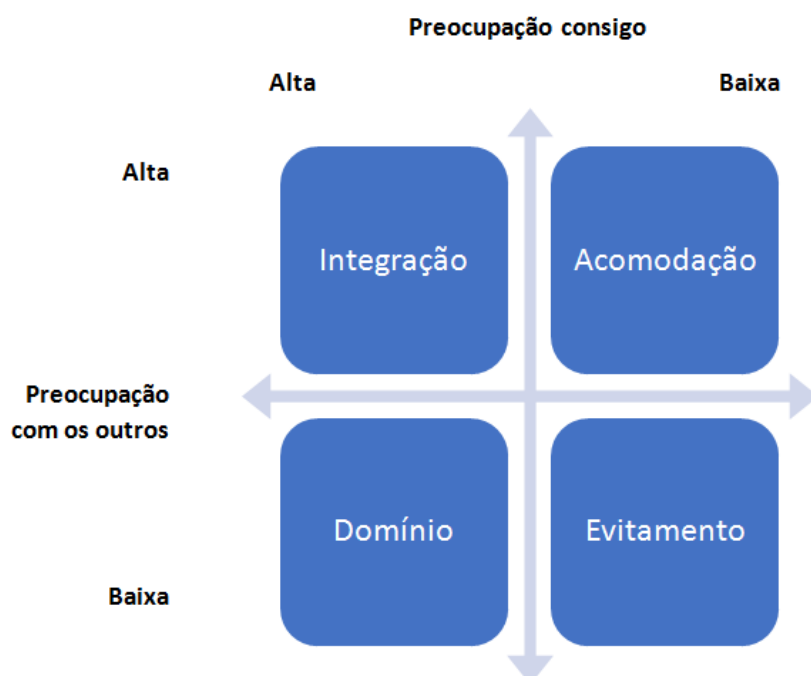 Preocupação consigo
Alta
Baixa
Alta
Integração
Acomodação
Preocupação
com os outros
Domínio
Evitamento
Baixa